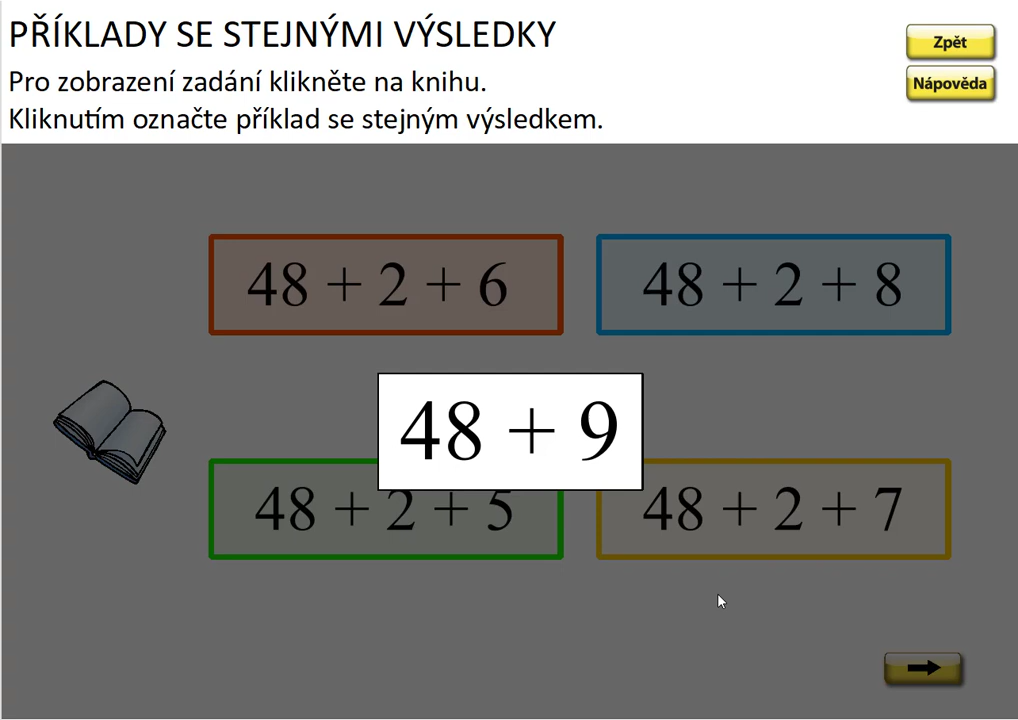 PŘÍKLADY SE STEJNÝMI VÝSLEDKY
Zpět
Pro zobrazení zadání klikněte na knihu.
Nápověda
Kliknutím označte příklad se stejným výsledkem.
48 + 2 + 6
48 + 2 + 8
48 + 9
48 + 2 + 5
48 + 2 + 7